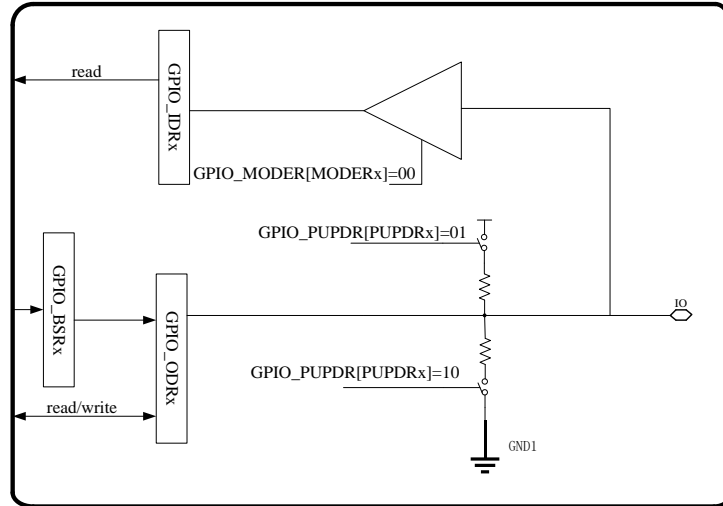 read
GPIO_IDRx
GPIO_MODER[MODERx]=00
GPIO_PUPDR[PUPDRx]=01
GPIO_BSRx
GPIO_ODRx
IO
GPIO_PUPDR[PUPDRx]=10
read/write
GND1